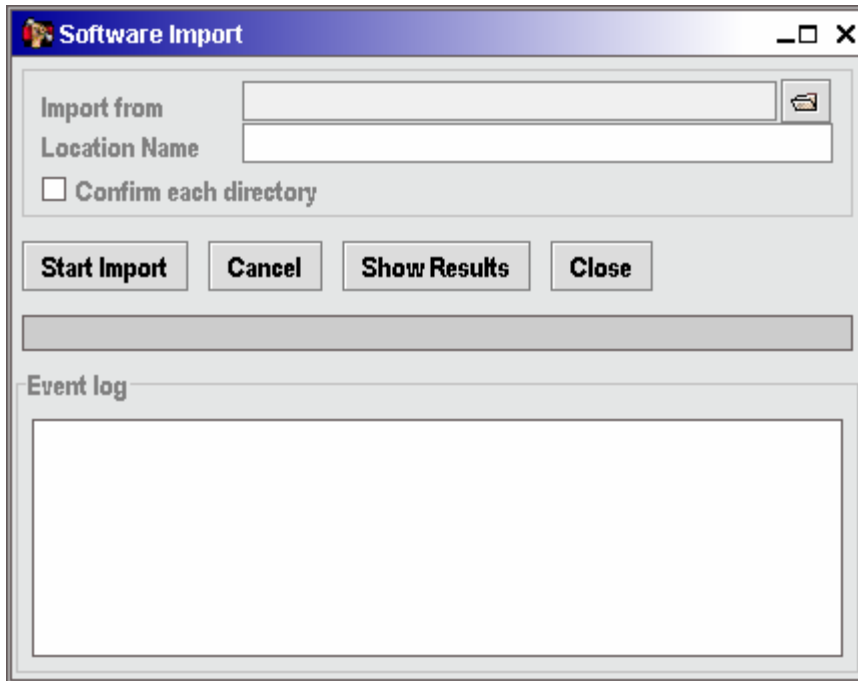 Software Import
Import from
Location Name
Confirm each directory
Start Import Cancel Show Results Close
Event log